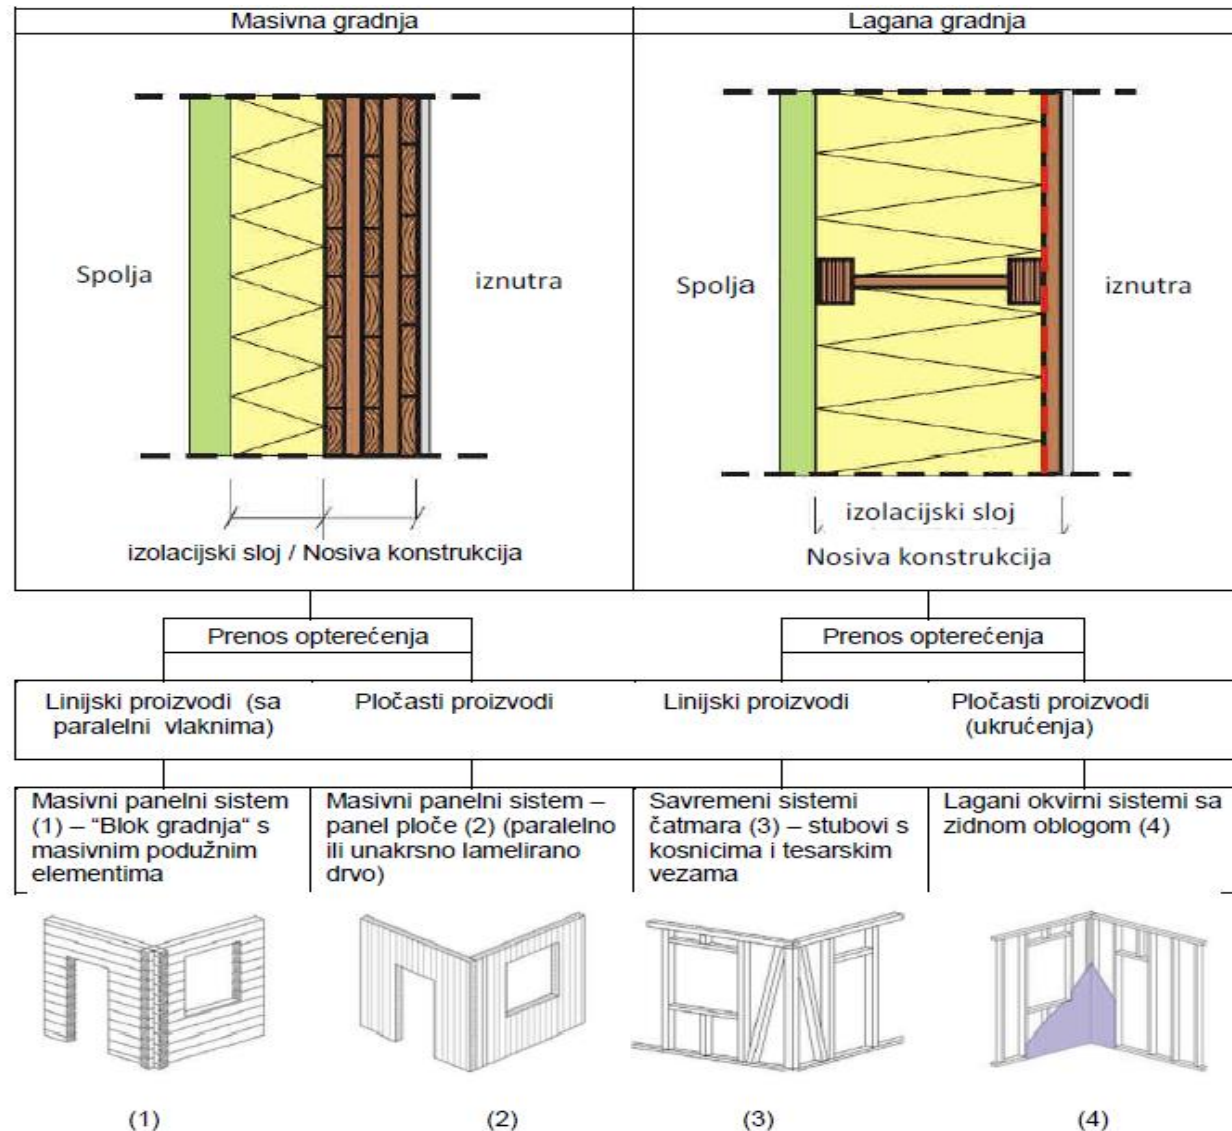 Masivna gradnja
Lagana gradnja
Spolja
iznutra
Spolja
iznutra
izolacijski sloj / Nosiva konstrukcija
izolacijski sloj
Nosiva konstrukcija
Prenos opterećenja
Prenos opterećenja
Linijski proizvodi (sa
paralelni vlaknima)
Pločasti proizvodi
Linijski proizvodi
Pločasti proizvodi
(ukrućenja)
Masivni panelni sistem
(1) – “Blok gradnja“ s
masivnim podužnim
elementima
Masivni panelni sistem –
panel ploče (2) (paralelno
ili unakrsno lamelirano
drvo)
Savremeni sistemi
čatmara (3) – stubovi s
kosnicima i tesarskim
vezama
Lagani okvirni sistemi sa
zidnom oblogom (4)
(1)
(2)
(3)
(4)